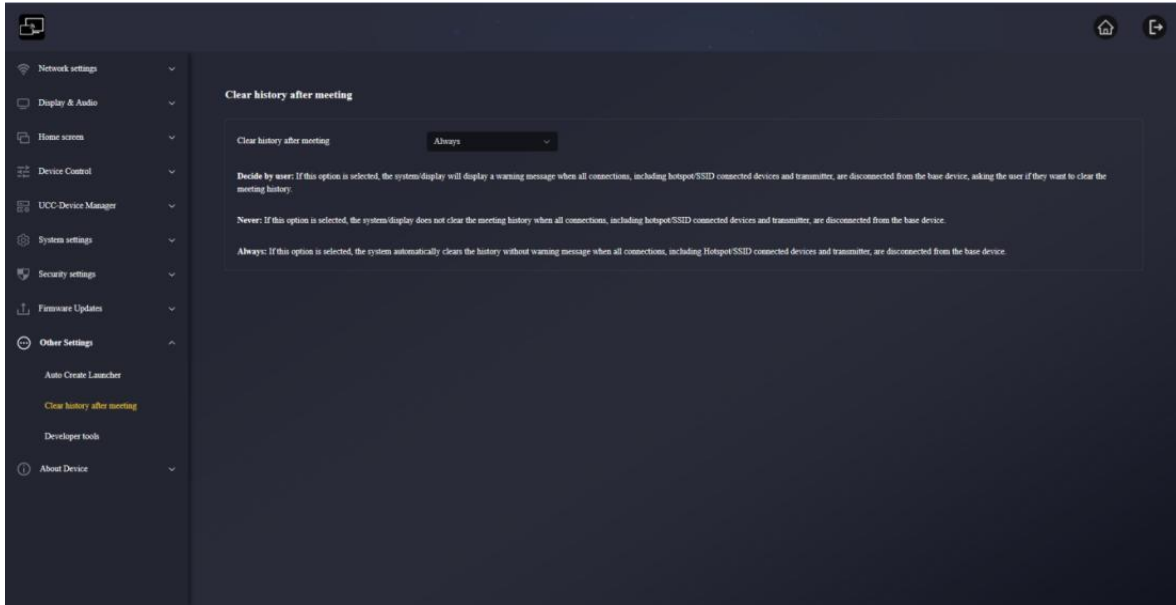 Network settings
Display & Audio
Home screen
Device Control
UCC-Device Manager
System settings
Security settings
Firmware Updates
Other Settings
Auto Create Launcher
Clear history after meeting
Developer tools
About Device
Clear history after meeting
Clear history after meeting Always
Decide by user: If this option is selected, the system/display will display a warning message when all connections, including hotspot/SSID connected devices and transmitter, are disconnected from the base device, asking the user if they want to clear the
meeting history.
Never: If this option is selected, the system/display does not clear the meeting history when all connections, including hotspot/SSID connected devices and transmitter, are disconnected from the base device.
Always: If this option is selected, the system automatically clears the history without warning message when all connections, including Hotspot/SSID connected devices and transmitter, are disconnected from the base device.